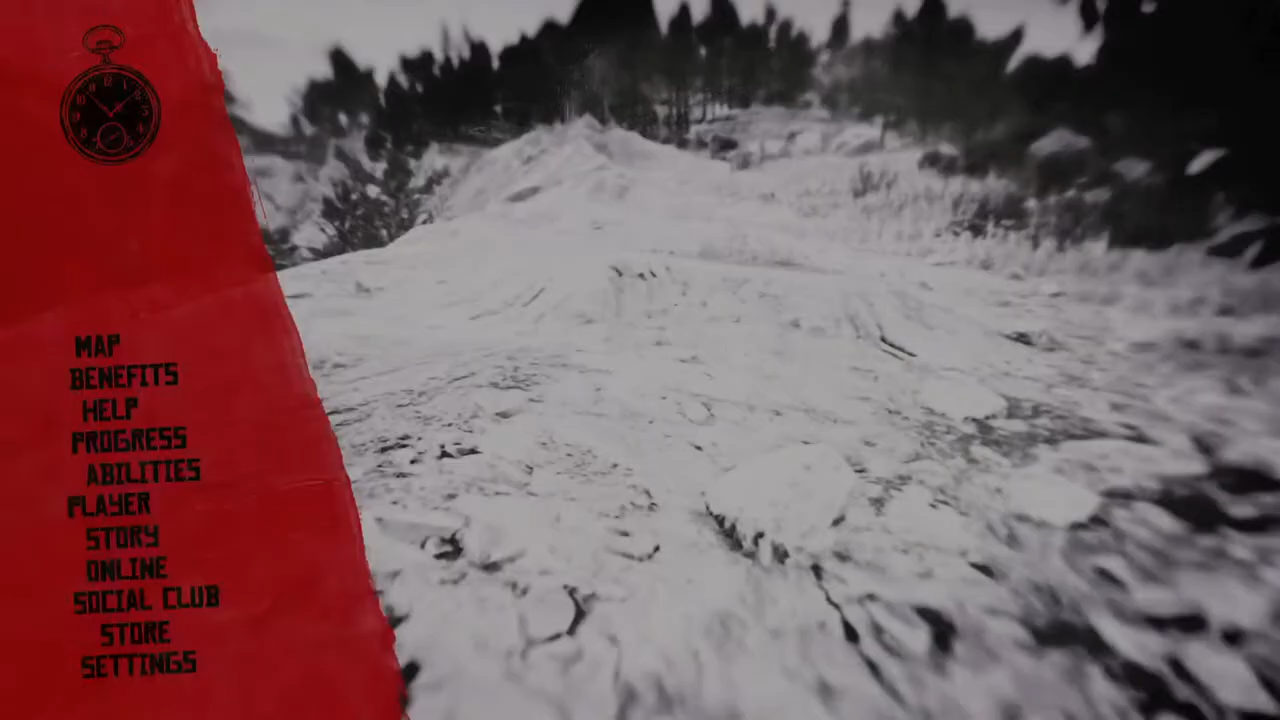 MAP
BENEFITS
HELP
PROGRESS
ABILITIES
PLAYER
STORY
ONLINE
SOCIAL CLUB
STORE
SETTINGS